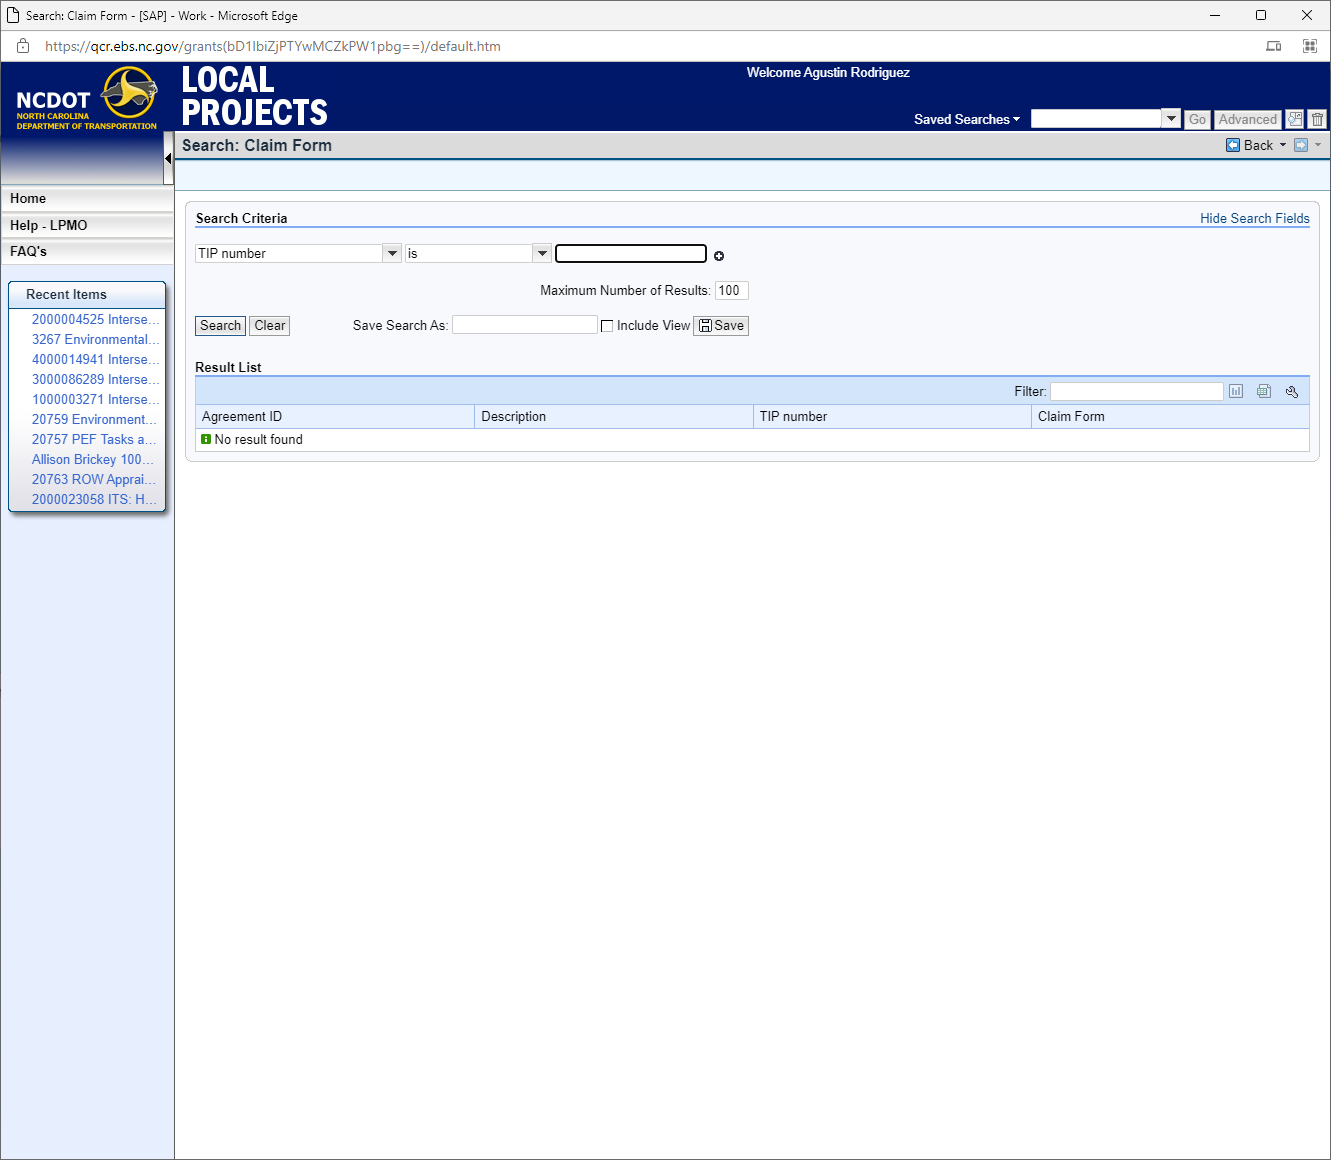 Search: Claim Form - [SAP] - Work - Microsoft Edge
https://qcr.ebs.nc.gov/grants(bD1lbiZjPTYwMCZkPW1pbg==)/default.htm
NCDOT
NORTH CAROLINA
DEPARTMENT OF TRANSPORTATION
LOCAL
PROJECTS
Welcome Agustin Rodriguez
Saved Searches
Go
Advanced
Search: Claim Form
Back
Home
Help - LPMO
FAQ's
Recent Items
2000004525 Interse...
3267 Environmental...
4000014941 Interse...
3000086289 Interse...
1000003271 Interse...
20759 Environment...
20757 PEF Tasks a...
Allison Brickey 100...
20763 ROW Apprai...
2000023058 ITS: H...
Search Criteria
Hide Search Fields
TIP number is
Maximum Number of Results: 100
Search Clear Save Search As: Include View Save
Result List
Filter:
Agreement ID Description TIP number Claim Form
No result found